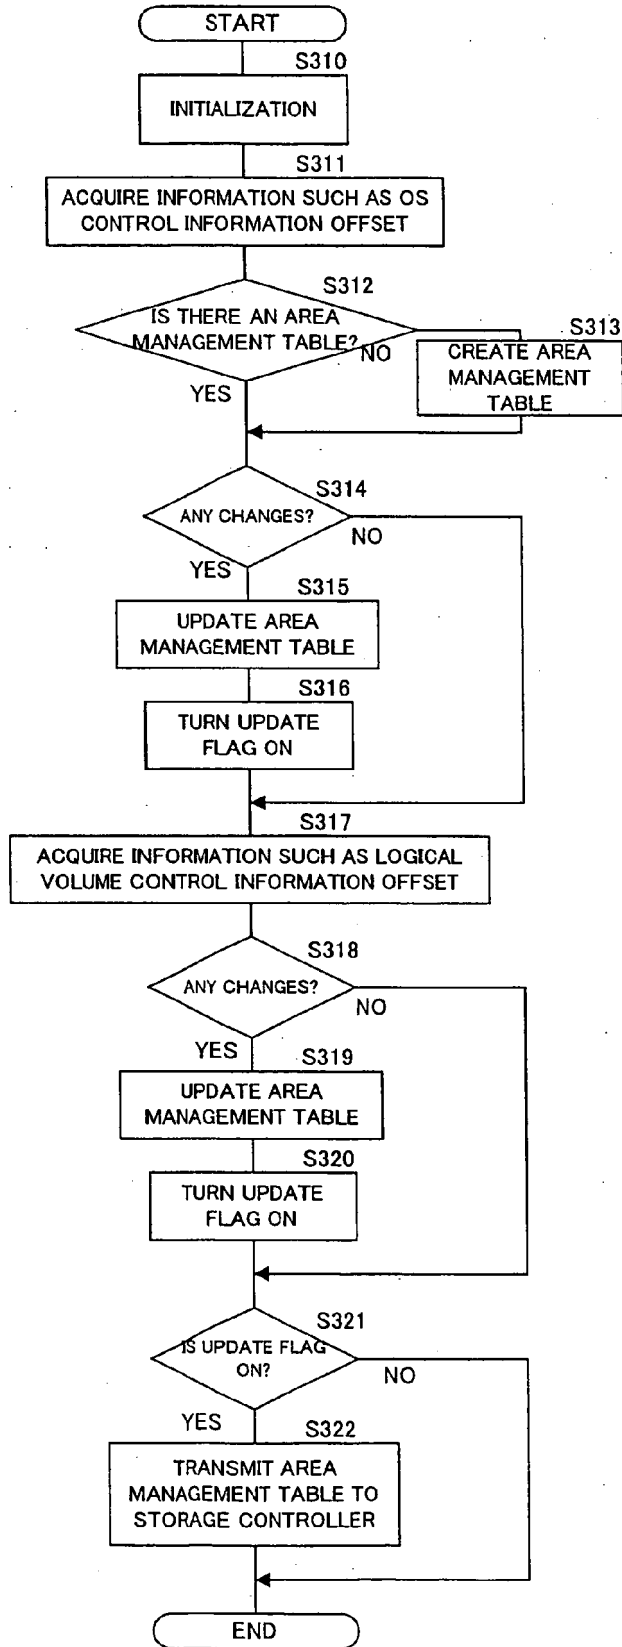 START
S310
INITIALIZATION
S311
ACQUIRE INFORMATION SUCH AS OS
CONTROL INFORMATION OFFSET
S312
IS THERE AN AREA
MANAGEMENT TABLE?
NO
YES
S313
CREATE AREA
MANAGEMENT
TABLE
S314
ANY CHANGES?
NO
YES
S315
UPDATE AREA
MANAGEMENT TABLE
S316
TURN UPDATE
FLAG ON
S317
ACQUIRE INFORMATION SUCH AS LOGICAL
VOLUME CONTROL INFORMATION OFFSET
S318
ANY CHANGES?
NO
YES
S319
UPDATE AREA
MANAGEMENT TABLE
S320
TURN UPDATE
FLAG ON
S321
IS UPDATE FLAG
ON?
NO
YES
S322
TRANSMIT AREA
MANAGEMENT TABLE TO
STORAGE CONTROLLER
END